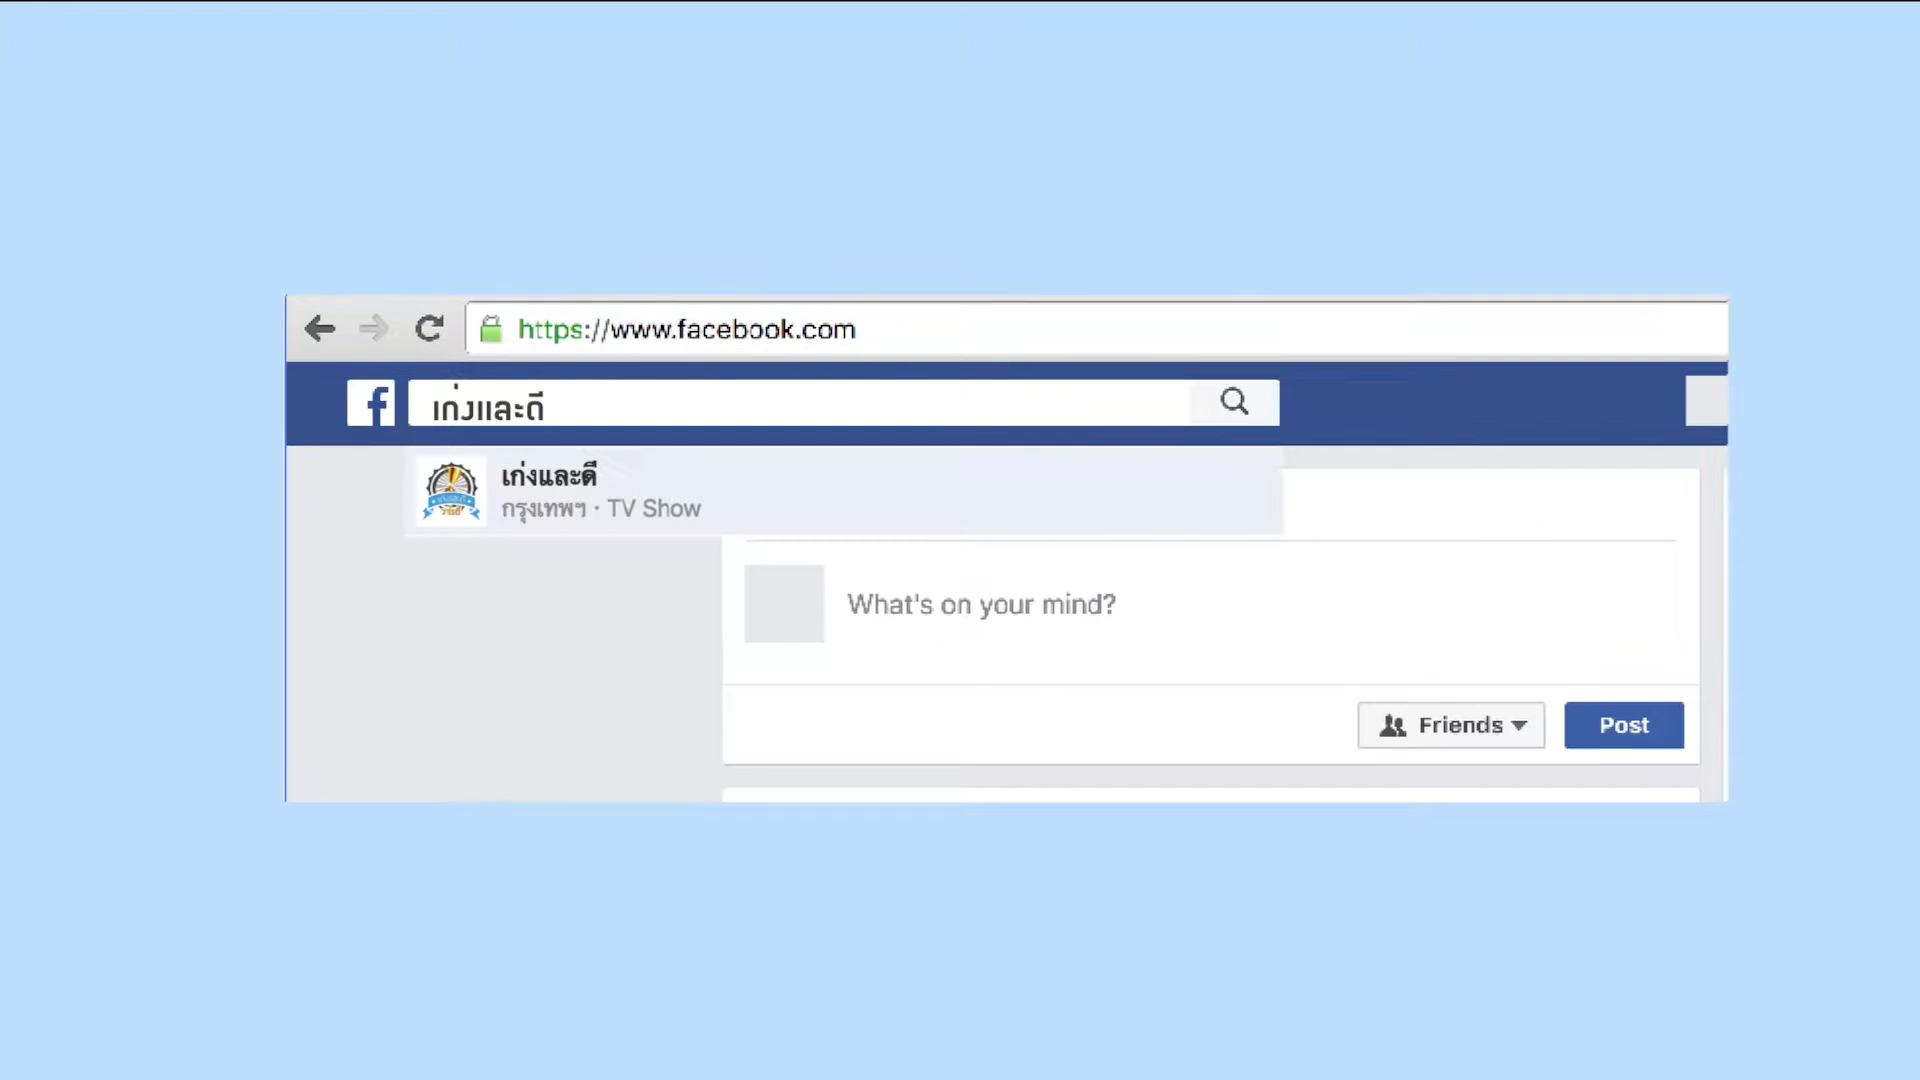 https://www.facebook.com
เก่งและดี
เก่งและดี
กรุงเทพฯ · TV Show
What's on your mind?
Friends
Post